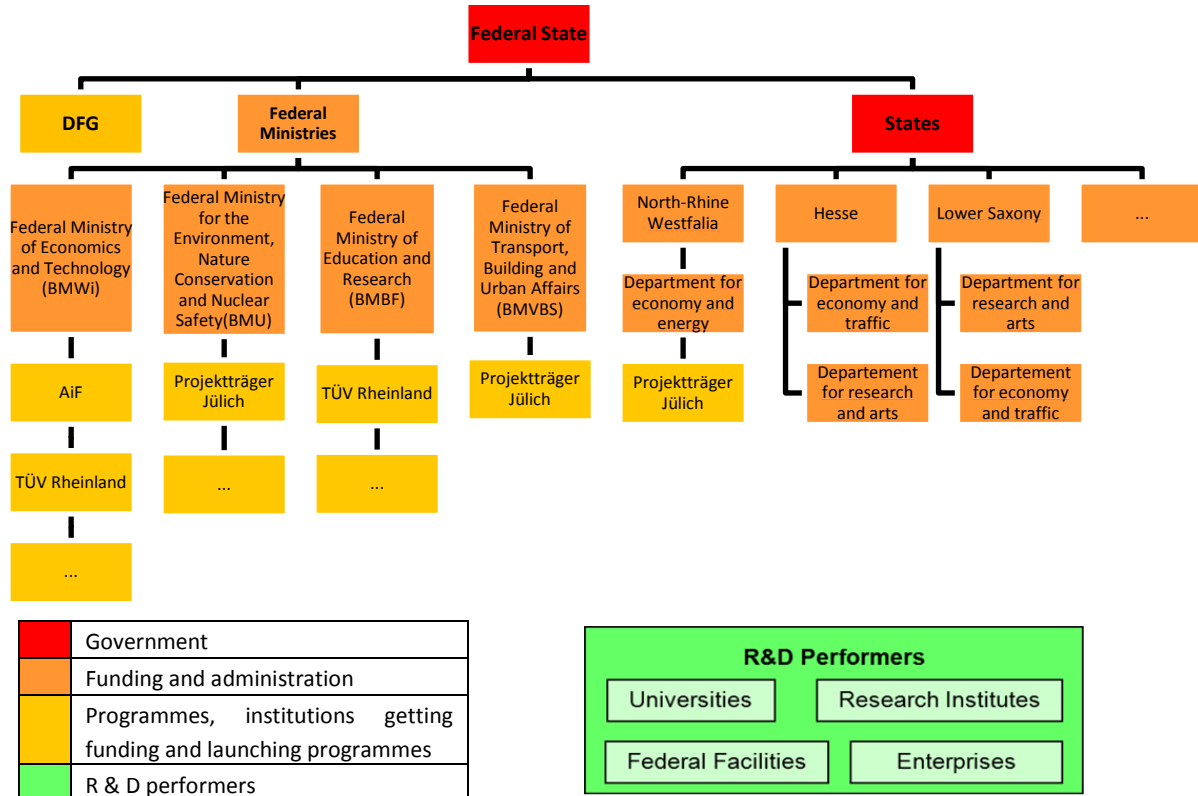 Federal State
DFG
Federal
Ministries
States
Federal Ministry
of Economics
and Technology
(BMWi)
Federal Ministry
for the
Environment,
Nature
Conservation
and Nuclear
Safety(BMU)
Federal
Ministry of
Education and
Research
(BMBF)
Federal
Ministry of
Transport,
Building and
Urban Affairs
(BMVBS)
North-Rhine
Westfalia
Hesse
Lower Saxony
...
Department for
economy and
energy
Department for
economy and
traffic
Department for
research and
arts
AiF
Projektträger
Jülich
TÜV Rheinland
Projektträger
Jülich
Projektträger
Jülich
Departement
for research
and arts
Departement
for economy
and traffic
TÜV Rheinland
...
...
...
Government
Funding and administration
Programmes, institutions getting
funding and launching programmes
R & D performers
R&D Performers
Universities
Research Institutes
Federal Facilities
Enterprises